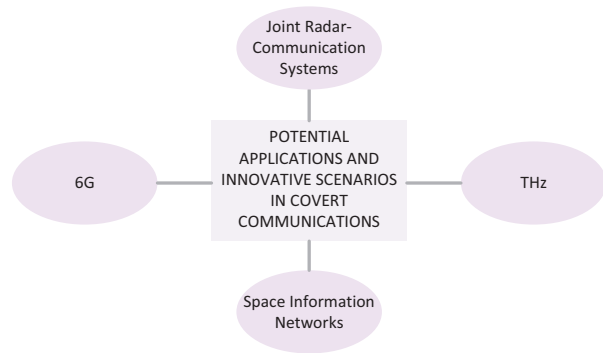 Joint Radar-
Communication
Systems
POTENTIAL
APPLICATIONS AND
INNOVATIVE SCENARIOS
IN COVERT
COMMUNICATIONS
6G
THz
Space Information
Networks